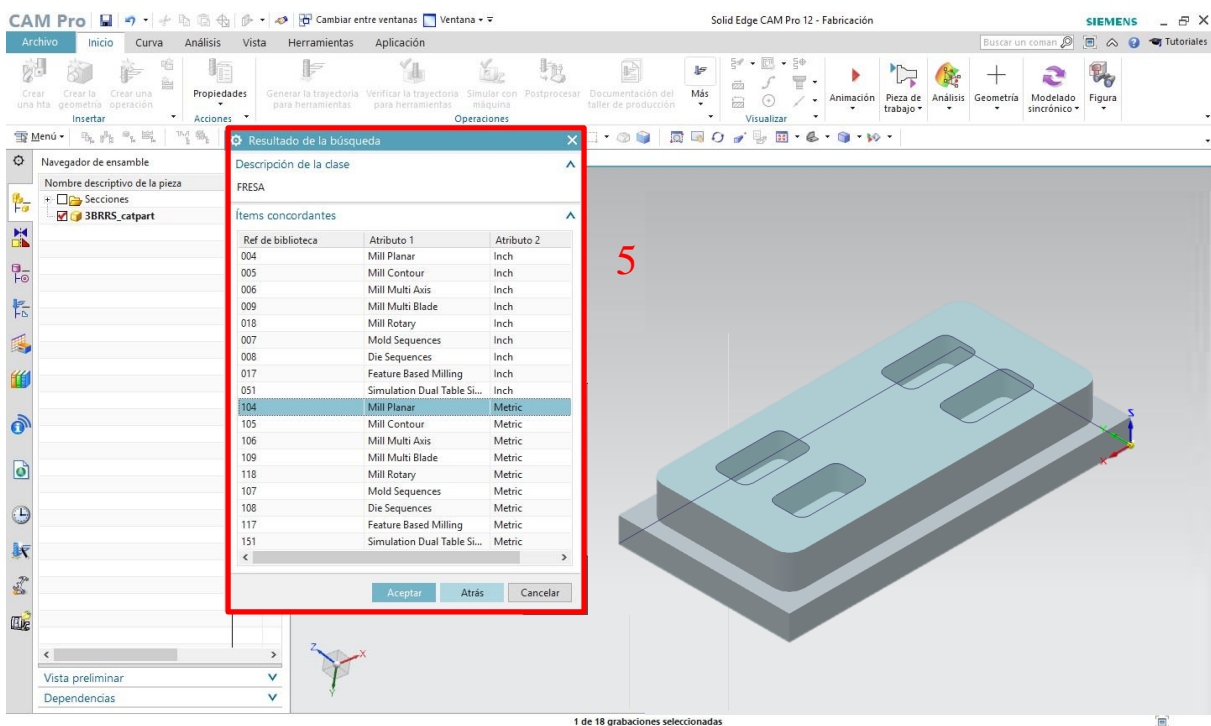 CAM Pro Cambiar entre ventanas Ventana Solid Edge CAM Pro 12 - Fabricación SIEMENS
Archivo Inicio Curva Análisis Vista Herramientas Aplicación Buscar un coman Tutoriales
Crear una hta
Crear la geometría
Crear una operación
Propiedades
Generar la trayectoria para herramientas
Verificar la trayectoria para herramientas
Simular con máquina
Postprocesar
Documentación del taller de producción
Más
Animación
Pieza de trabajo
Análisis
Geometría
Modelado sincrónico
Figura
Insertar Acciones Operaciones Visualizar
Menú
Navegador de ensamble
Nombre descriptivo de la pieza
Secciones
3BRRS_catpart
Resultado de la búsqueda
Descripción de la clase
FRESA
Ítems concordantes
Ref de biblioteca Atributo 1 Atributo 2
004 Mill Planar Inch
005 Mill Contour Inch
006 Mill Multi Axis Inch
009 Mill Multi Blade Inch
018 Mill Rotary Inch
007 Mold Sequences Inch
008 Die Sequences Inch
017 Feature Based Milling Inch
051 Simulation Dual Table Si... Inch
104 Mill Planar Metric
105 Mill Contour Metric
106 Mill Multi Axis Metric
109 Mill Multi Blade Metric
118 Mill Rotary Metric
107 Mold Sequences Metric
108 Die Sequences Metric
117 Feature Based Milling Metric
151 Simulation Dual Table Si... Metric
Aceptar Atrás Cancelar
5
Z
Y
X
Z
X
Y
Vista preliminar
Dependencias
1 de 18 grabaciones seleccionadas